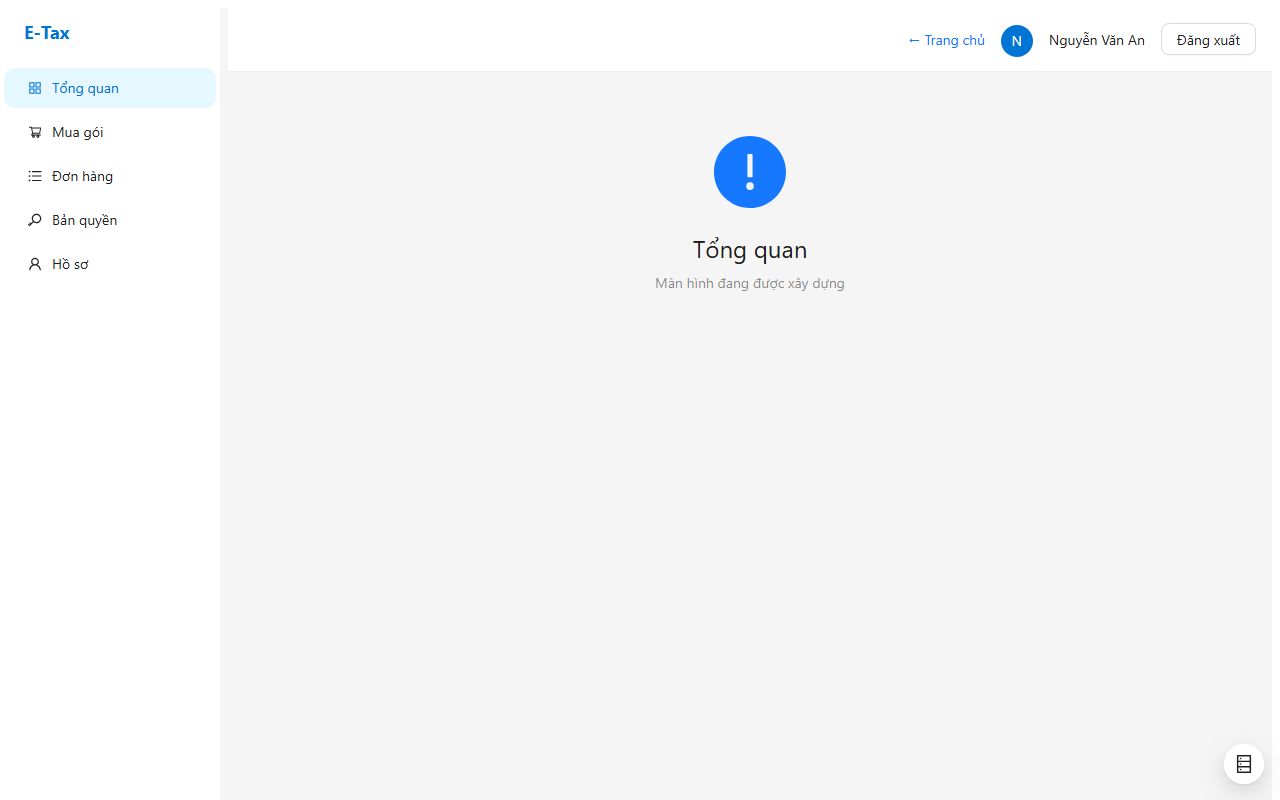 E-Tax
← Trang chủ
N
Nguyễn Văn An
Đăng xuất
Tổng quan
Mua gói
Đơn hàng
Bản quyền
Hồ sơ
Tổng quan
Màn hình đang được xây dựng